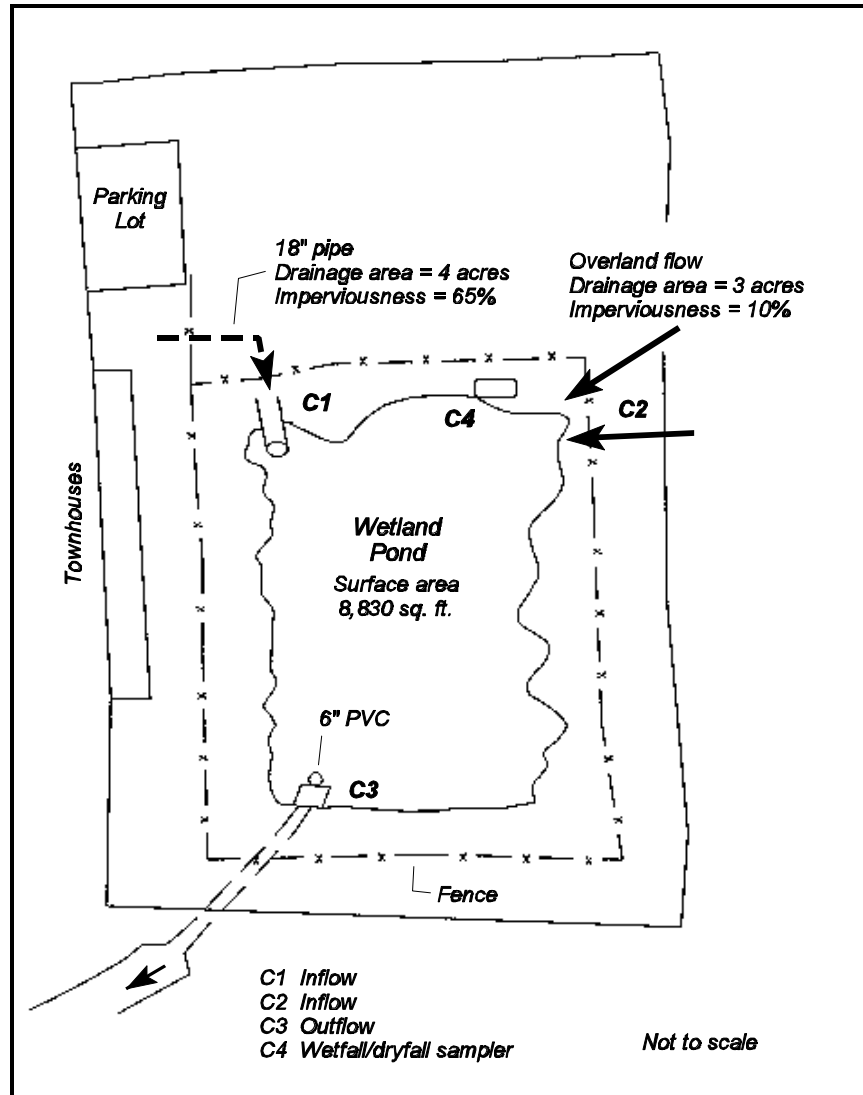 Parking
Lot
18" pipe
Drainage area = 4 acres
Imperviousness = 65%
Overland flow
Drainage area = 3 acres
Imperviousness = 10%
C1
C4
C2
Townhouses
Wetland
Pond
Surface area
8,830 sq. ft.
6" PVC
C3
Fence
C1 Inflow
C2 Inflow
C3 Outflow
C4 Wetfall/dryfall sampler
Not to scale